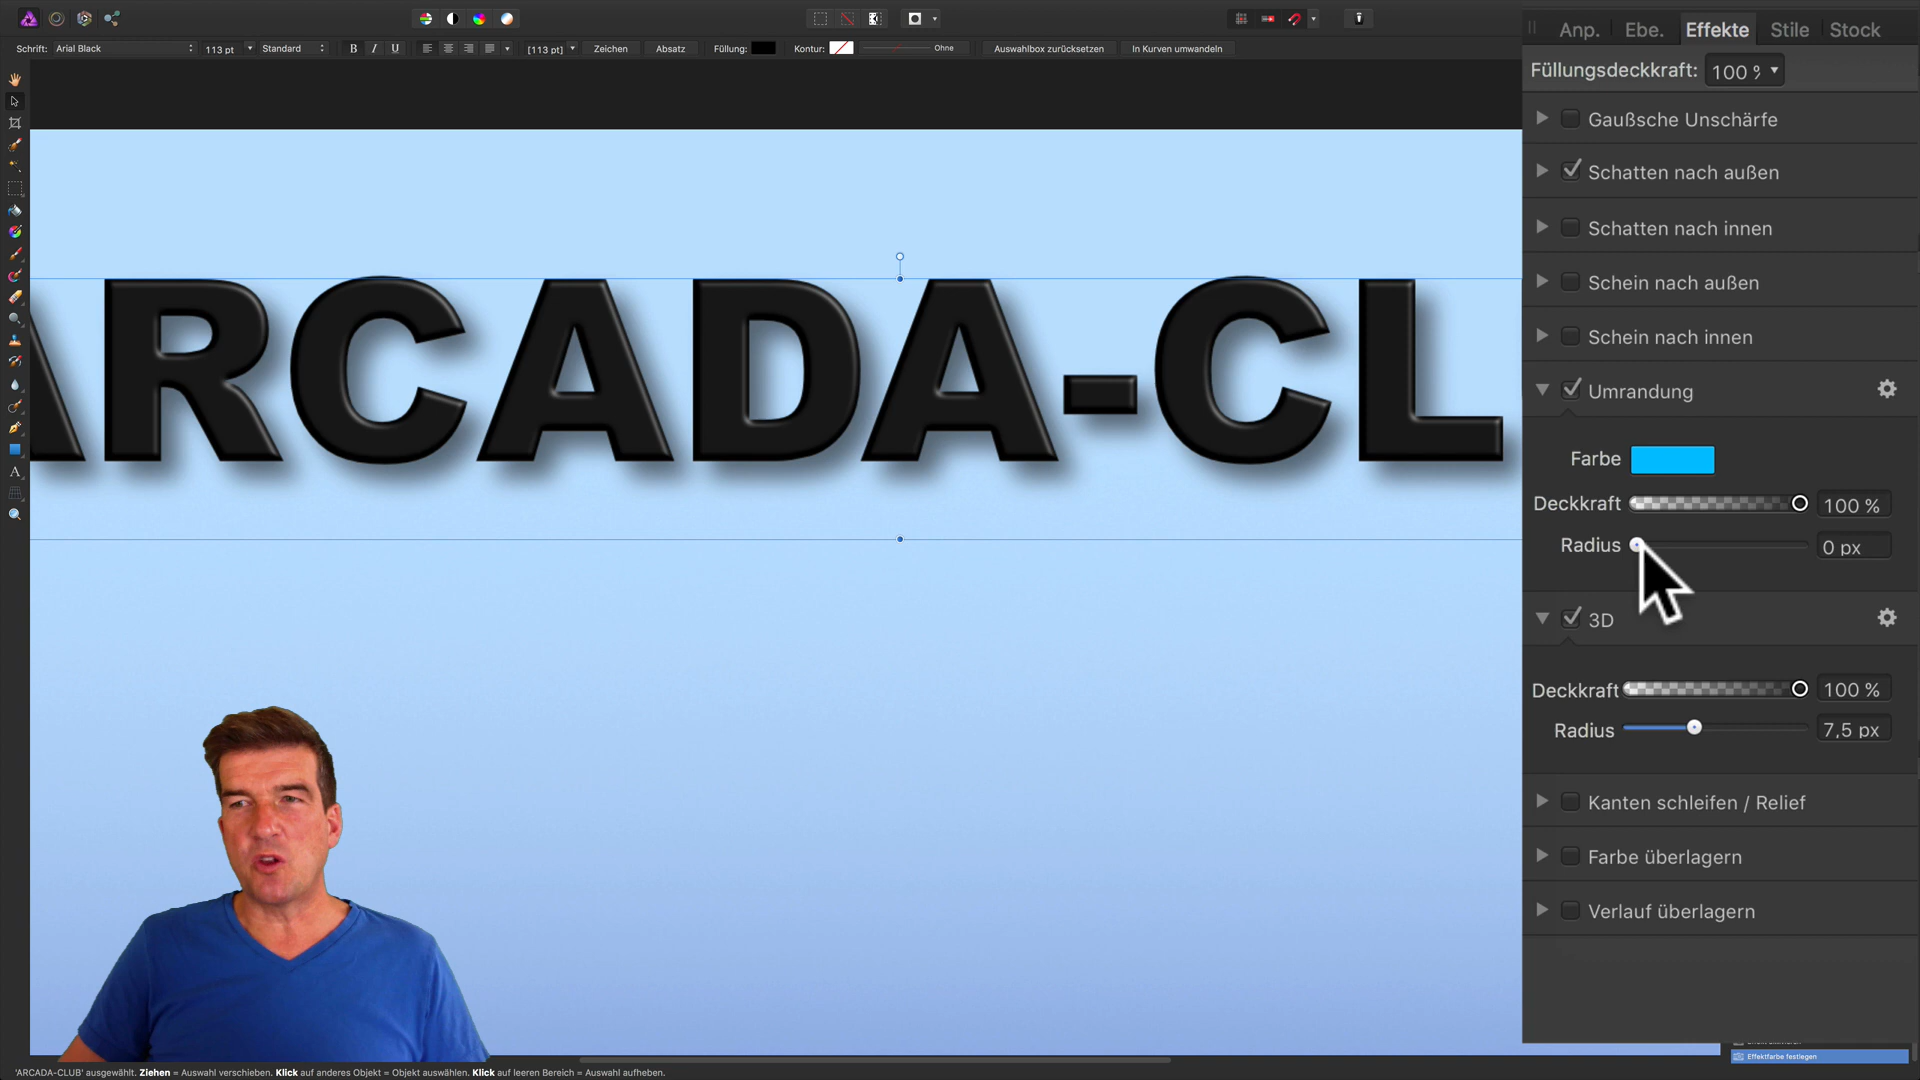 Schrift: Arial Black 113 pt Standard B I U [113 pt] Zeichen Absatz Füllung: Kontur: Ohne Auswahlbox zurücksetzen In Kurven umwandeln
Anp. Ebe. Effekte Stile Stock
Füllungsdeckkraft: 100 %
Gaußsche Unschärfe
Schatten nach außen
Schatten nach innen
Schein nach außen
Schein nach innen
Umrandung
Farbe
Deckkraft 100 %
Radius 0 px
3D
Deckkraft 100 %
Radius 7,5 px
Kanten schleifen / Relief
Farbe überlagern
Verlauf überlagern
ARCADA-CL
Effektfarbe festlegen
'ARCADA-CLUB' ausgewählt. Ziehen = Auswahl verschieben. Klick auf anderes Objekt = Objekt auswählen. Klick auf leeren Bereich = Auswahl aufheben.